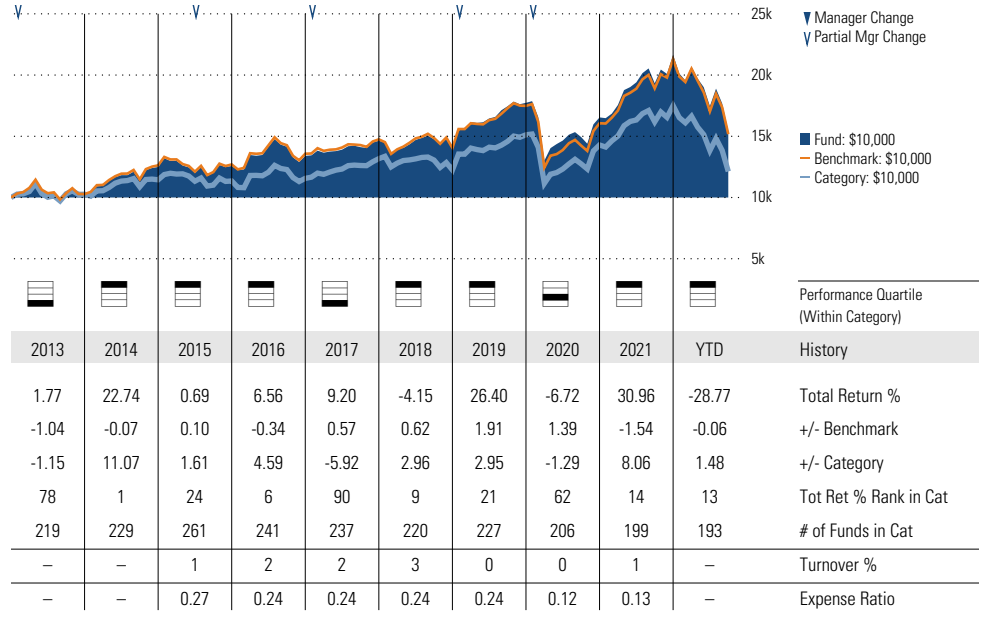 25k
Manager Change
Partial Mgr Change
20k
15k
Fund: $10,000
Benchmark: $10,000
Category: $10,000
10k
5k
Performance Quartile
(Within Category)
2013 2014 2015 2016 2017 2018 2019 2020 2021 YTD History
1.77 22.74 0.69 6.56 9.20 -4.15 26.40 -6.72 30.96 -28.77 Total Return %
-1.04 -0.07 0.10 -0.34 0.57 0.62 1.91 1.39 -1.54 -0.06 +/- Benchmark
-1.15 11.07 1.61 4.59 -5.92 2.96 2.95 -1.29 8.06 1.48 +/- Category
78 1 24 6 90 9 21 62 14 13 Tot Ret % Rank in Cat
219 229 261 241 237 220 227 206 199 193 # of Funds in Cat
– – 1 2 2 3 0 0 1 – Turnover %
– – 0.27 0.24 0.24 0.24 0.24 0.12 0.13 – Expense Ratio